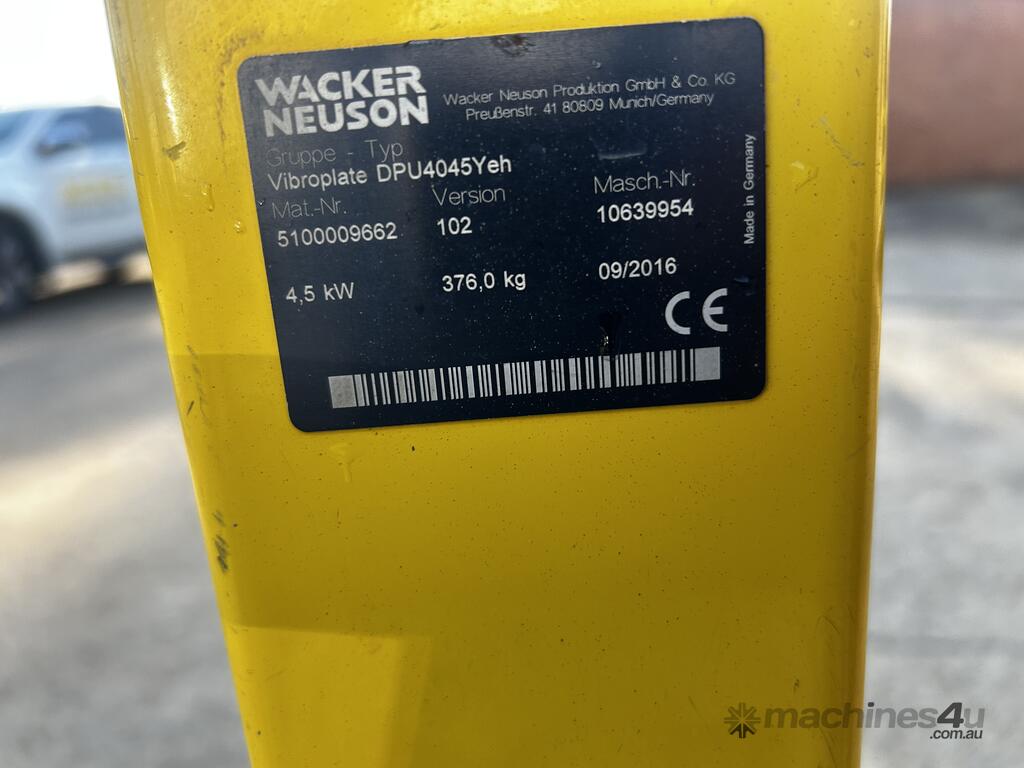 WACKER
NEUSON
Wacker Neuson Produktion GmbH & Co. KG
Preußenstr. 41 80809 Munich/Germany
Gruppe - Typ
Vibroplate DPU4045Yeh
Mat.-Nr. Version Masch.-Nr.
5100009662 102 10639954
4,5 kW 376,0 kg 09/2016
CE
Made in Germany
machines4u
.com.au